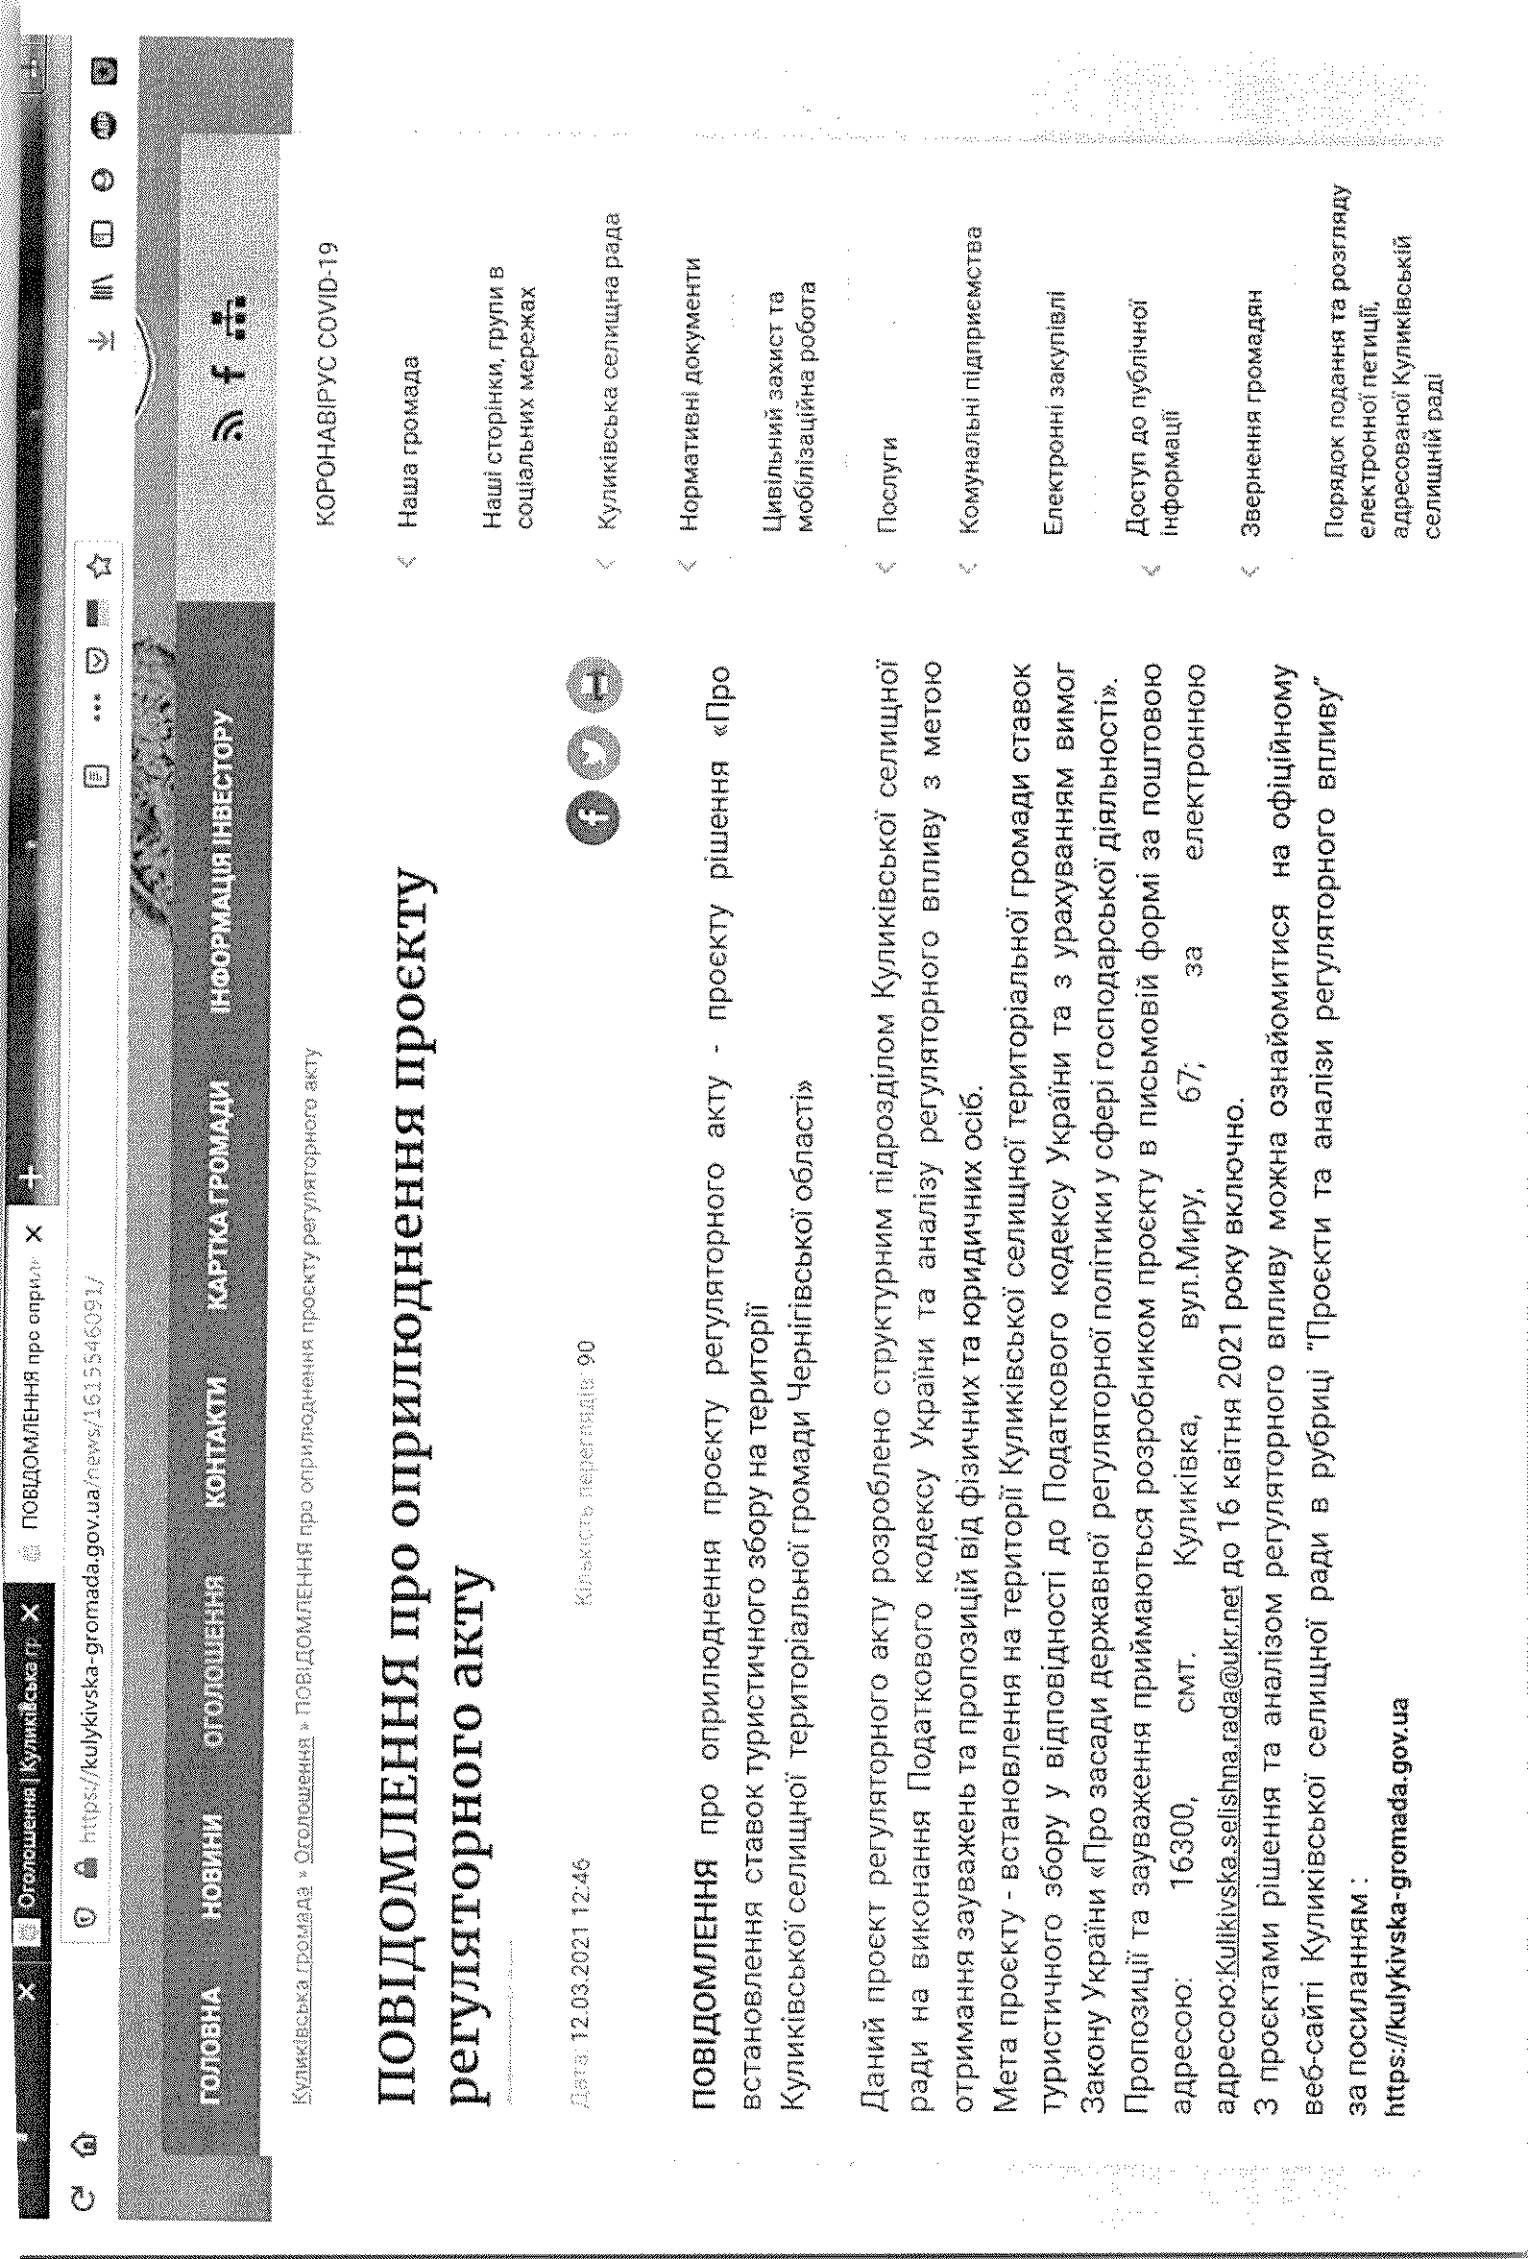 Оголошення | Куликівська гр
ПОВІДОМЛЕННЯ про оприлю
https://kulykivska-gromada.gov.ua/news/1615546091/
ГОЛОВНА НОВИНИ ОГОЛОШЕННЯ КОНТАКТИ КАРТКА ГРОМАДИ ІНФОРМАЦІЯ ІНВЕСТОРУ
Куликівська громада » Оголошення » ПОВІДОМЛЕННЯ про оприлюднення проєкту регуляторного акту
ПОВІДОМЛЕННЯ про оприлюднення проєкту
регуляторного акту
Дата: 12.03.2021 12:46 Кількість переглядів: 90
ПОВІДОМЛЕННЯ про оприлюднення проєкту регуляторного акту - проєкту рішення «Про
встановлення ставок туристичного збору на території
Куликівської селищної територіальної громади Чернігівської області»
Даний проєкт регуляторного акту розроблено структурним підрозділом Куликівської селищної
ради на виконання Податкового кодексу України та аналізу регуляторного впливу з метою
отримання зауважень та пропозицій від фізичних та юридичних осіб.
Мета проєкту - встановлення на території Куликівської селищної територіальної громади ставок
туристичного збору у відповідності до Податкового кодексу України та з урахуванням вимог
Закону України «Про засади державної регуляторної політики у сфері господарської діяльності».
Пропозиції та зауваження приймаються розробником проєкту в письмовій формі за поштовою
адресою: 16300, смт. Куликівка, вул.Миру, 67; за електронною
адресою:Kulikivska.selishna.rada@ukr.net до 16 квітня 2021 року включно.
З проєктами рішення та аналізом регуляторного впливу можна ознайомитися на офіційному
веб-сайті Куликівської селищної ради в рубриці "Проєкти та аналізи регуляторного впливу"
за посиланням :
https://kulykivska-gromada.gov.ua
КОРОНАВІРУС COVID-19
Наша громада
Наші сторінки, групи в
соціальних мережах
Куликівська селищна рада
Нормативні документи
Цивільний захист та
мобілізаційна робота
Послуги
Комунальні підприємства
Електронні закупівлі
Доступ до публічної
інформації
Звернення громадян
Порядок подання та розгляду
електронної петиції,
адресованої Куликівській
селищній раді